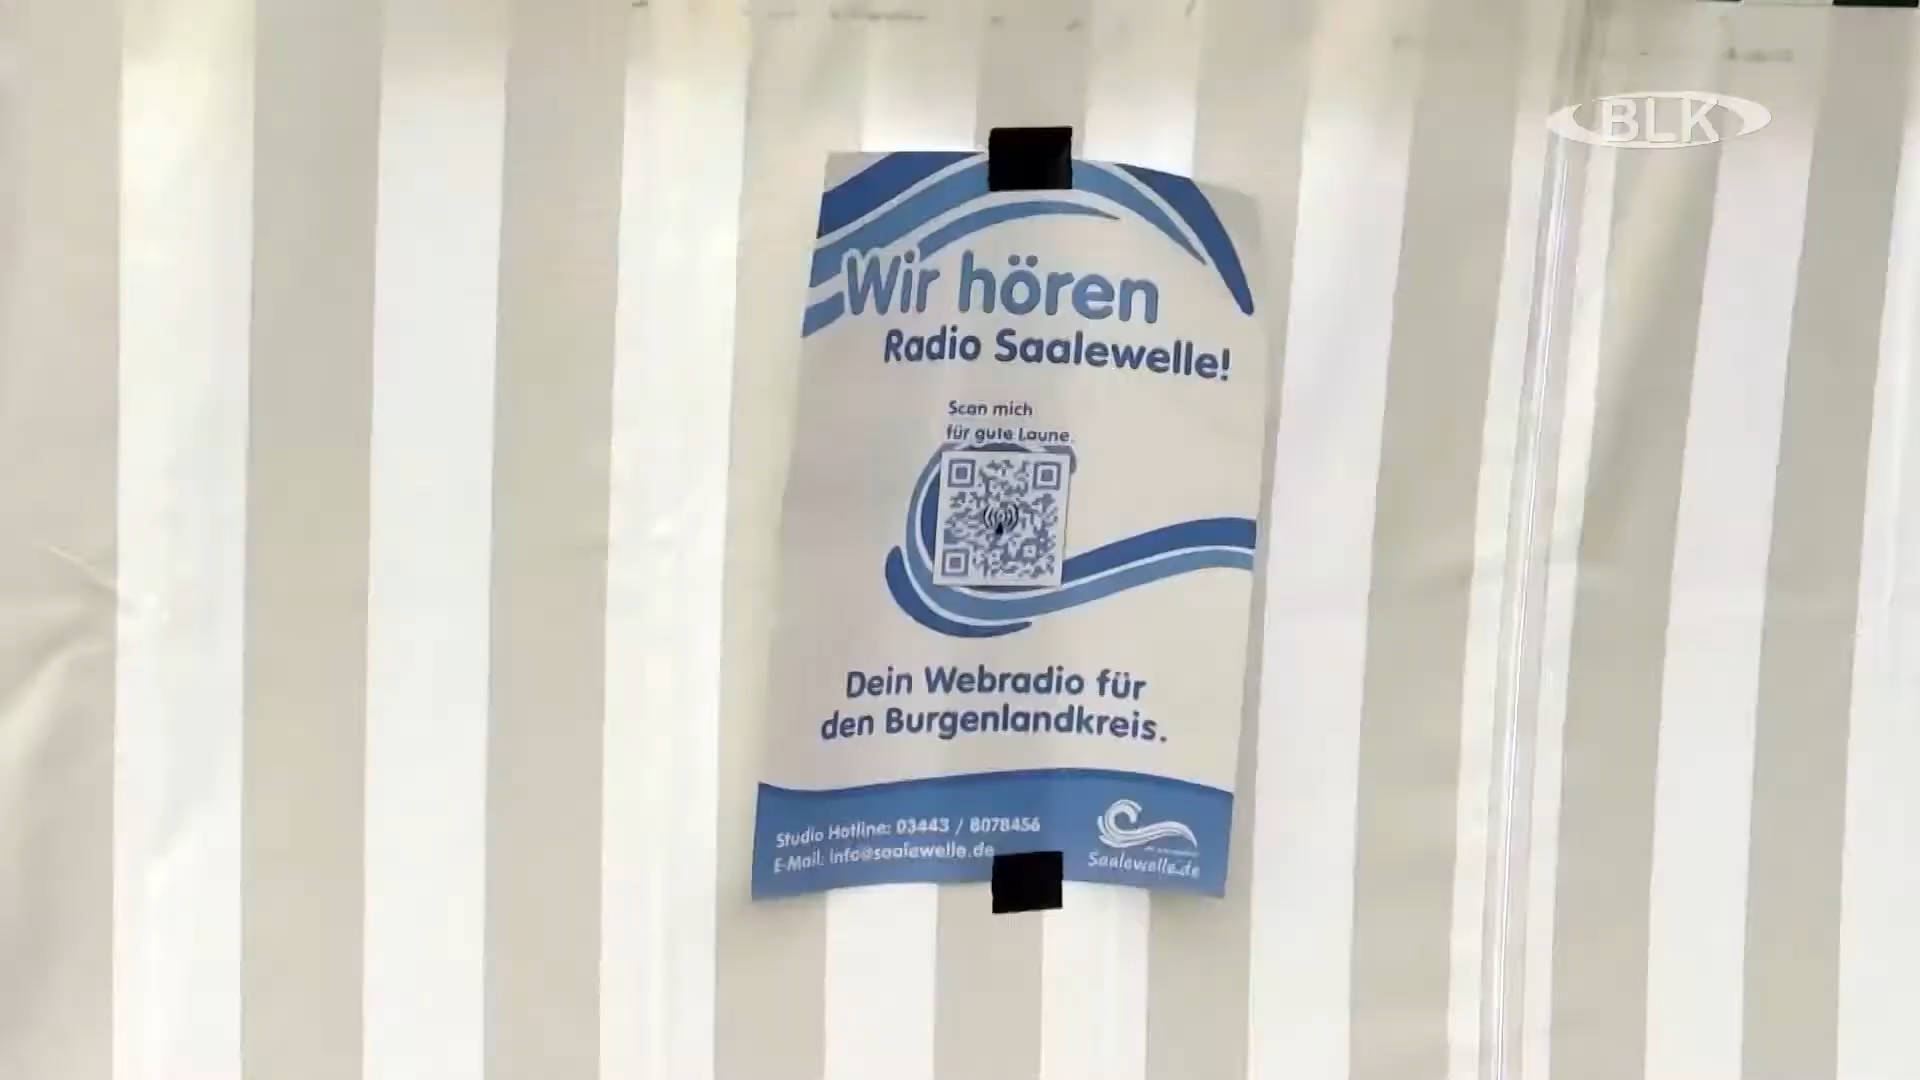 BLK
Wir hören
Radio Saalewelle!
Scan mich
für gute Laune.
Dein Webradio für
den Burgenlandkreis.
Studio Hotline: 03443 / 8078456
E-Mail: info@saalewelle.de
Saalewelle.de